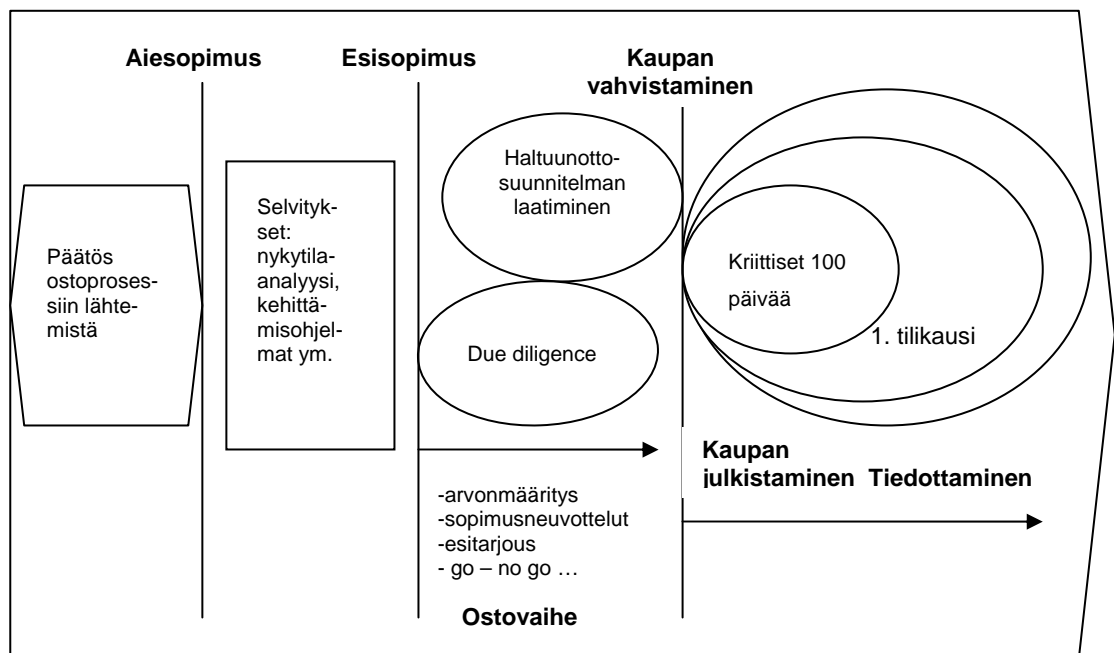 Aiesopimus
Esisopimus
Kaupan
vahvistaminen
Päätös
ostoproses-
siin lähte-
mistä
Selvityk-
set:
nykytila-
analyysi,
kehittä-
misohjel-
mat ym.
Haltuunotto-
suunnitelman
laatiminen
Due diligence
Kriittiset 100
päivää
1. tilikausi
-arvonmääritys
-sopimusneuvottelut
-esitarjous
- go – no go …
Ostovaihe
Kaupan
julkistaminen Tiedottaminen